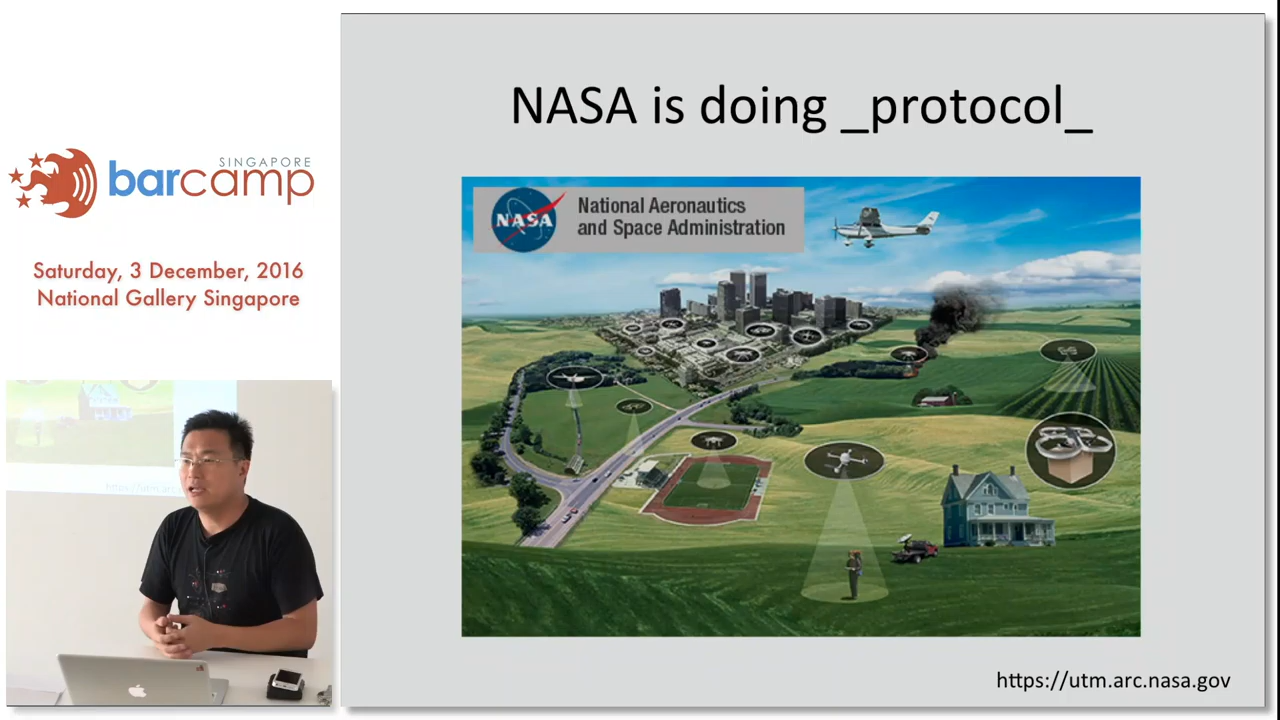 SINGAPORE
barcamp
Saturday, 3 December, 2016
National Gallery Singapore
NASA is doing _protocol_
NASA
National Aeronautics
and Space Administration
https://utm.arc.nasa.gov